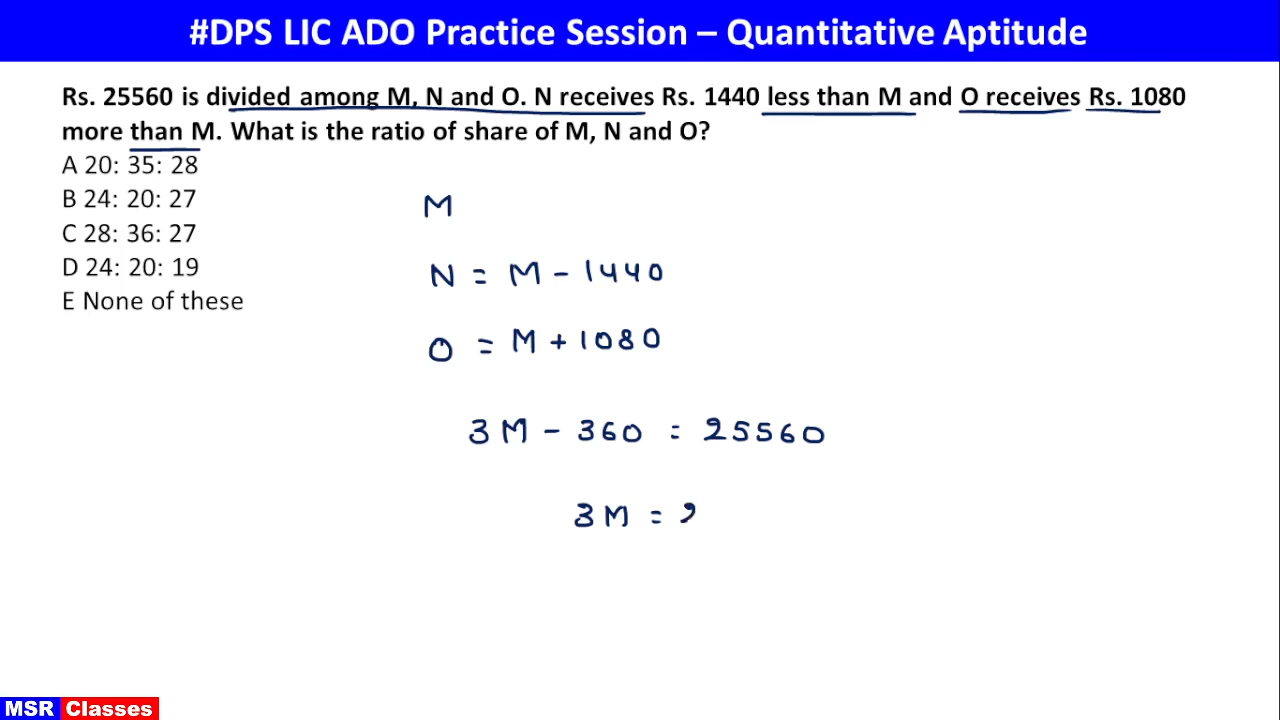 #DPS LIC ADO Practice Session – Quantitative Aptitude
Rs. 25560 is divided among M, N and O. N receives Rs. 1440 less than M and O receives Rs. 1080
more than M. What is the ratio of share of M, N and O?
A 20: 35: 28
B 24: 20: 27
C 28: 36: 27
D 24: 20: 19
E None of these
M
N = M - 1440
O = M + 1080
3M - 360 = 25560
3M =
MSR Classes